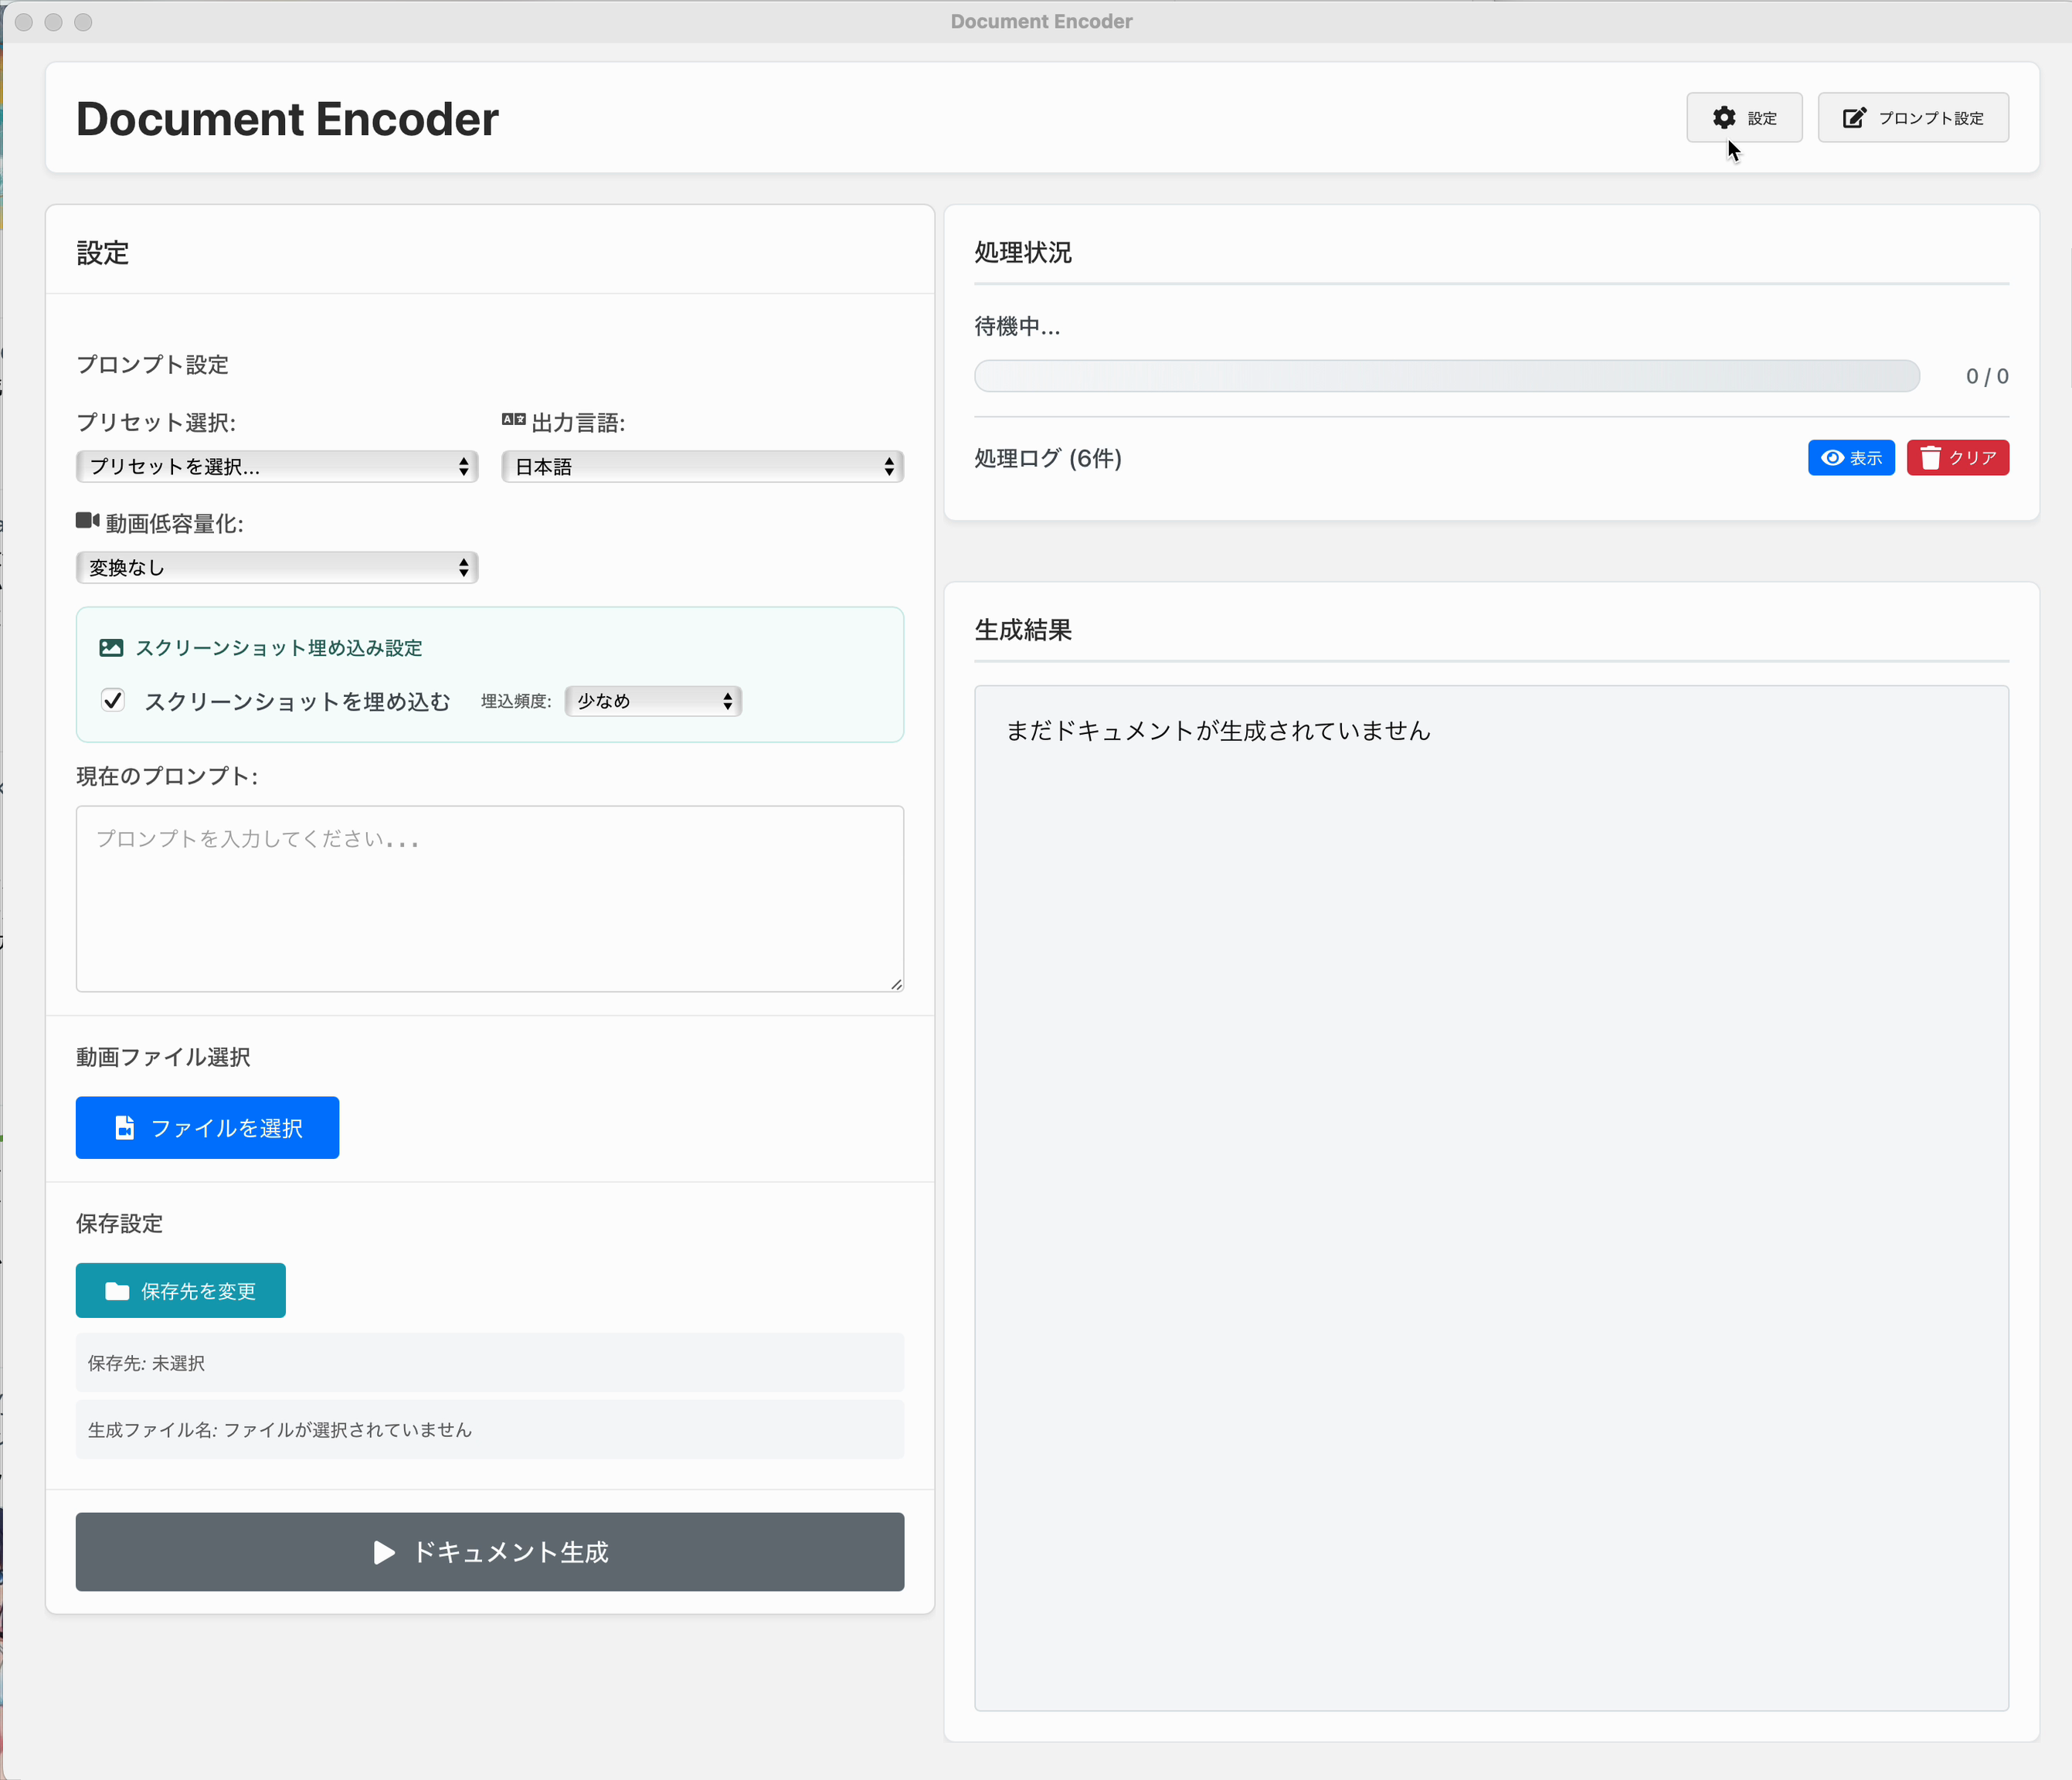 Document Encoder
Document Encoder
設定
プロンプト設定
設定
プロンプト設定
プリセット選択:
出力言語:
プリセットを選択...
日本語
動画低容量化:
変換なし
スクリーンショット埋め込み設定
スクリーンショットを埋め込む
埋込頻度:
少なめ
現在のプロンプト:
プロンプトを入力してください...
動画ファイル選択
ファイルを選択
保存設定
保存先を変更
保存先: 未選択
生成ファイル名: ファイルが選択されていません
ドキュメント生成
処理状況
待機中...
0 / 0
処理ログ (6件)
表示
クリア
生成結果
まだドキュメントが生成されていません